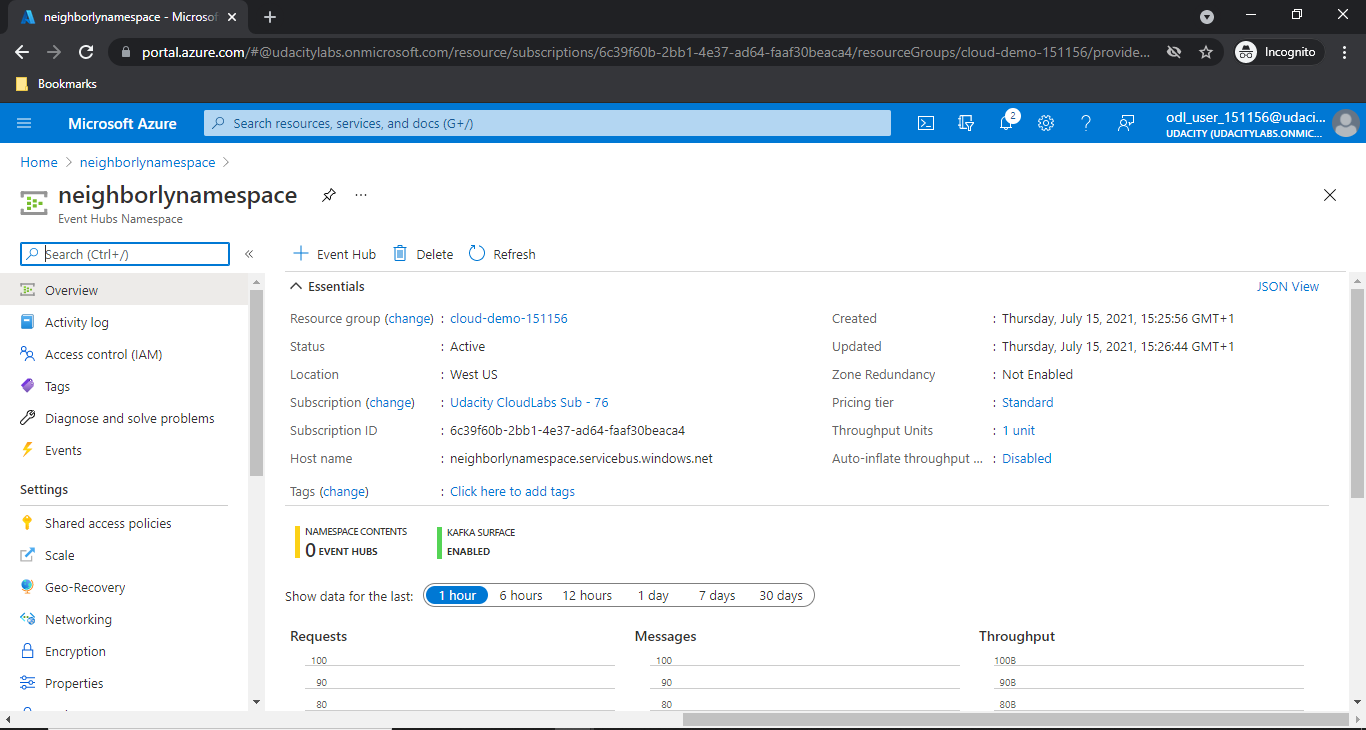 neighborlynamespace - Microsof
portal.azure.com/#@udacitylabs.onmicrosoft.com/resource/subscriptions/6c39f60b-2bb1-4e37-ad64-faaf30beaca4/resourceGroups/cloud-demo-151156/provide...
Incognito
Bookmarks
Microsoft Azure
Search resources, services, and docs (G+/)
2
odl_user_151156@udaci...
UDACITY (UDACITYLABS.ONMIC...
Home > neighborlynamespace >
neighborlynamespace
...
Event Hubs Namespace
Search (Ctrl+/)
«
Event Hub
Delete
Refresh
Overview
Activity log
Access control (IAM)
Tags
Diagnose and solve problems
Events
Settings
Shared access policies
Scale
Geo-Recovery
Networking
Encryption
Properties
Essentials
JSON View
Resource group (change) : cloud-demo-151156
Status : Active
Location : West US
Subscription (change) : Udacity CloudLabs Sub - 76
Subscription ID : 6c39f60b-2bb1-4e37-ad64-faaf30beaca4
Host name : neighborlynamespace.servicebus.windows.net
Tags (change) : Click here to add tags
Created : Thursday, July 15, 2021, 15:25:56 GMT+1
Updated : Thursday, July 15, 2021, 15:26:44 GMT+1
Zone Redundancy : Not Enabled
Pricing tier : Standard
Throughput Units : 1 unit
Auto-inflate throughput ... : Disabled
NAMESPACE CONTENTS
0 EVENT HUBS
KAFKA SURFACE
ENABLED
Show data for the last: 1 hour 6 hours 12 hours 1 day 7 days 30 days
Requests
100
90
80
Messages
100
90
80
Throughput
100B
90B
80B